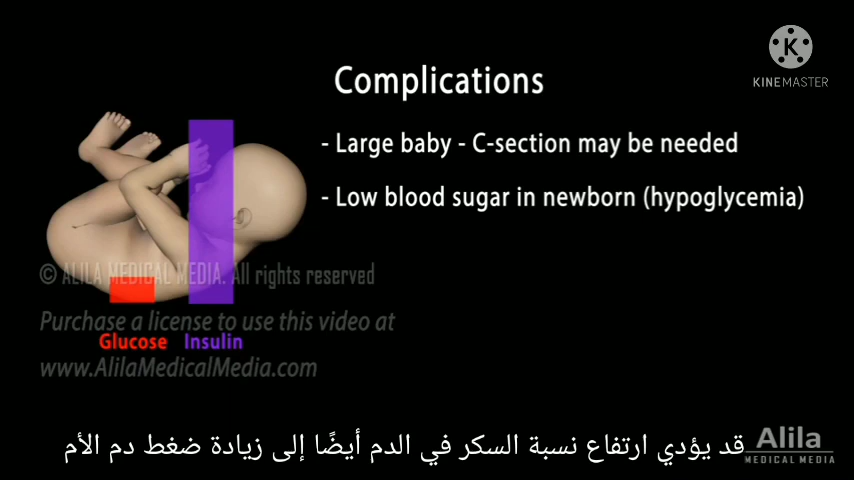 K
KINEMASTER
Complications
- Large baby - C-section may be needed
- Low blood sugar in newborn (hypoglycemia)
© ALILA MEDICAL MEDIA. All rights reserved
Purchase a license to use this video at
Glucose Insulin
www.AlilaMedicalMedia.com
قد يؤدي ارتفاع نسبة السكر في الدم أيضًا إلى زيادة ضغط دم الأم
Alila
MEDICAL MEDIA